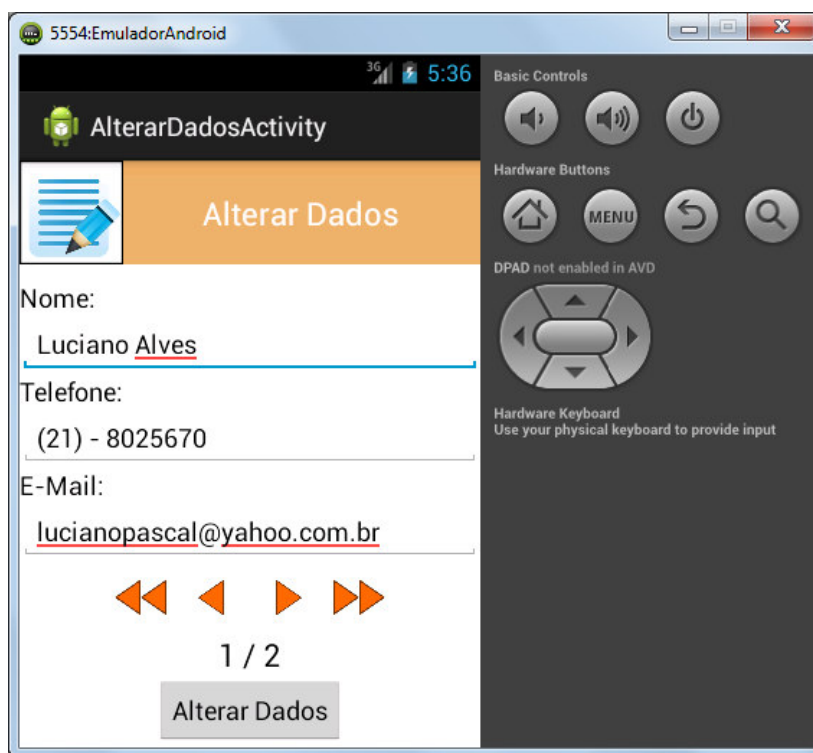 5554:EmuladorAndroid
3G 5:36
AlterarDadosActivity
Alterar Dados
Nome:
Luciano Alves
Telefone:
(21) - 8025670
E-Mail:
lucianopascal@yahoo.com.br
1 / 2
Alterar Dados
Basic Controls
Hardware Buttons
MENU
DPAD not enabled in AVD
Hardware Keyboard
Use your physical keyboard to provide input